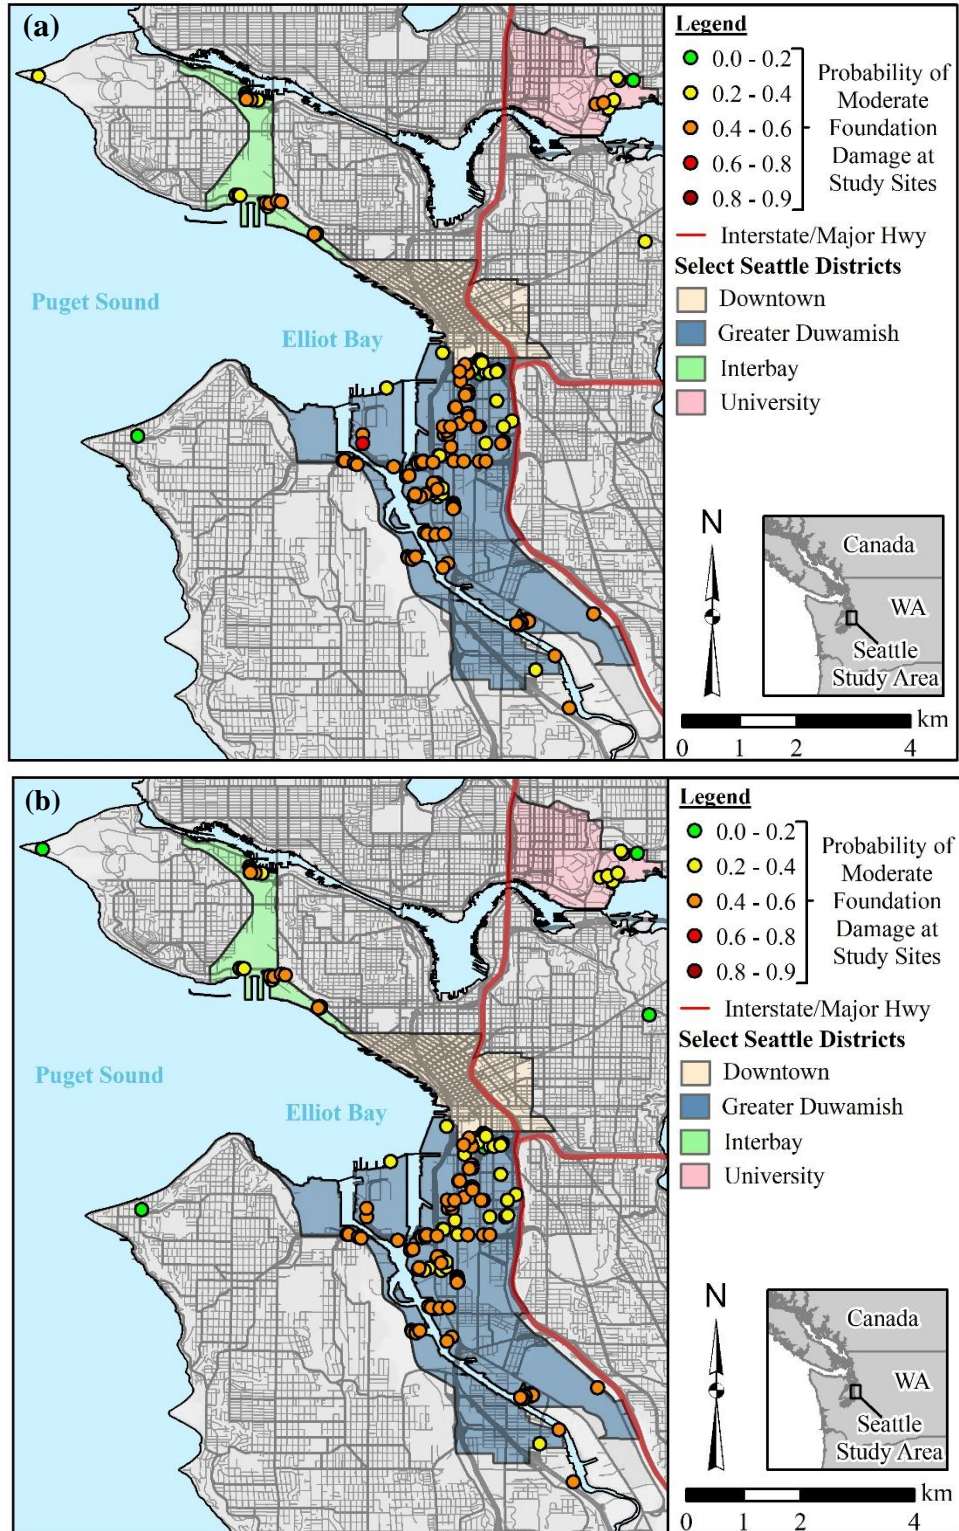 (a)
Puget Sound
Elliot Bay
Legend
0.0 - 0.2
0.2 - 0.4
0.4 - 0.6
0.6 - 0.8
0.8 - 0.9
Probability of
Moderate
Foundation
Damage at
Study Sites
Interstate/Major Hwy
Select Seattle Districts
Downtown
Greater Duwamish
Interbay
University
N
Canada
WA
Seattle
Study Area
km
0 1 2 4
(b)
Puget Sound
Elliot Bay
Legend
0.0 - 0.2
0.2 - 0.4
0.4 - 0.6
0.6 - 0.8
0.8 - 0.9
Probability of
Moderate
Foundation
Damage at
Study Sites
Interstate/Major Hwy
Select Seattle Districts
Downtown
Greater Duwamish
Interbay
University
N
Canada
WA
Seattle
Study Area
km
0 1 2 4